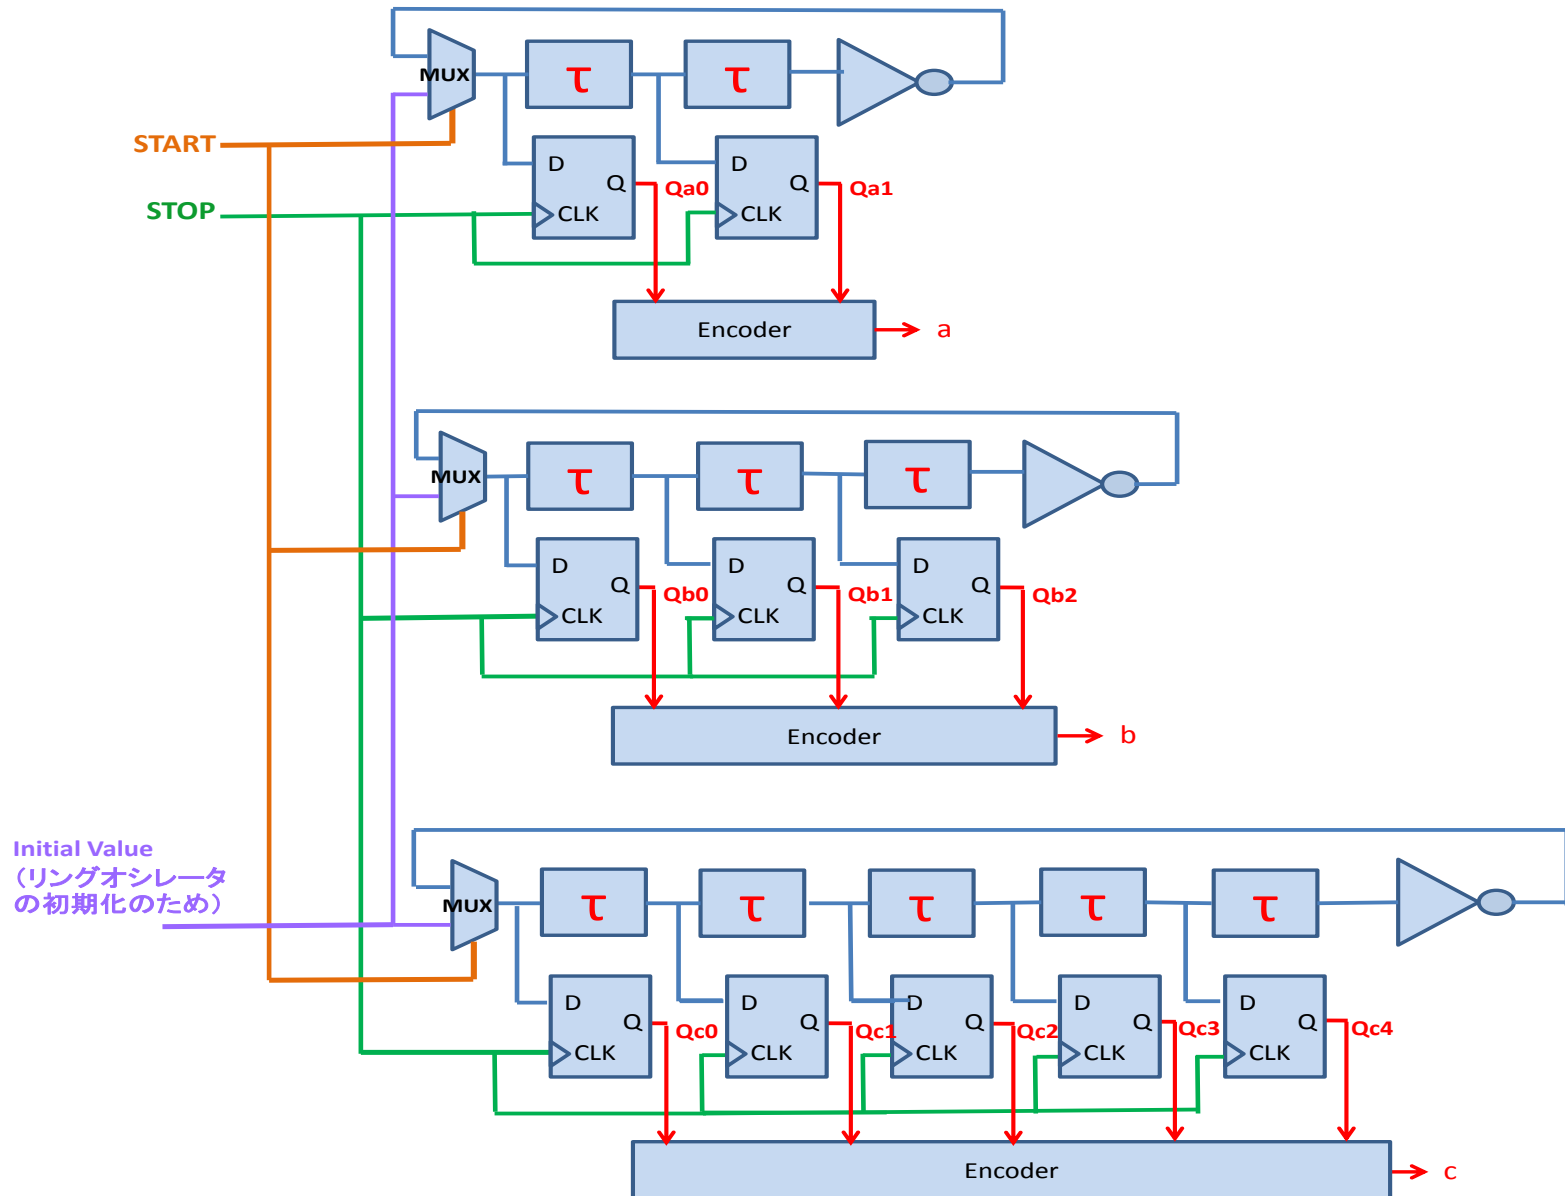 MUX
τ
τ
START
D
Q
CLK
Qa0
D
Q
CLK
Qa1
STOP
Encoder
a
MUX
τ
τ
τ
D
Q
CLK
Qb0
D
Q
CLK
Qb1
D
Q
CLK
Qb2
Encoder
b
Initial Value
(リングオシレータ
の初期化のため)
MUX
τ
τ
τ
τ
τ
D
Q
CLK
Qc0
D
Q
CLK
Qc1
D
Q
CLK
Qc2
D
Q
CLK
Qc3
D
Q
CLK
Qc4
Encoder
c